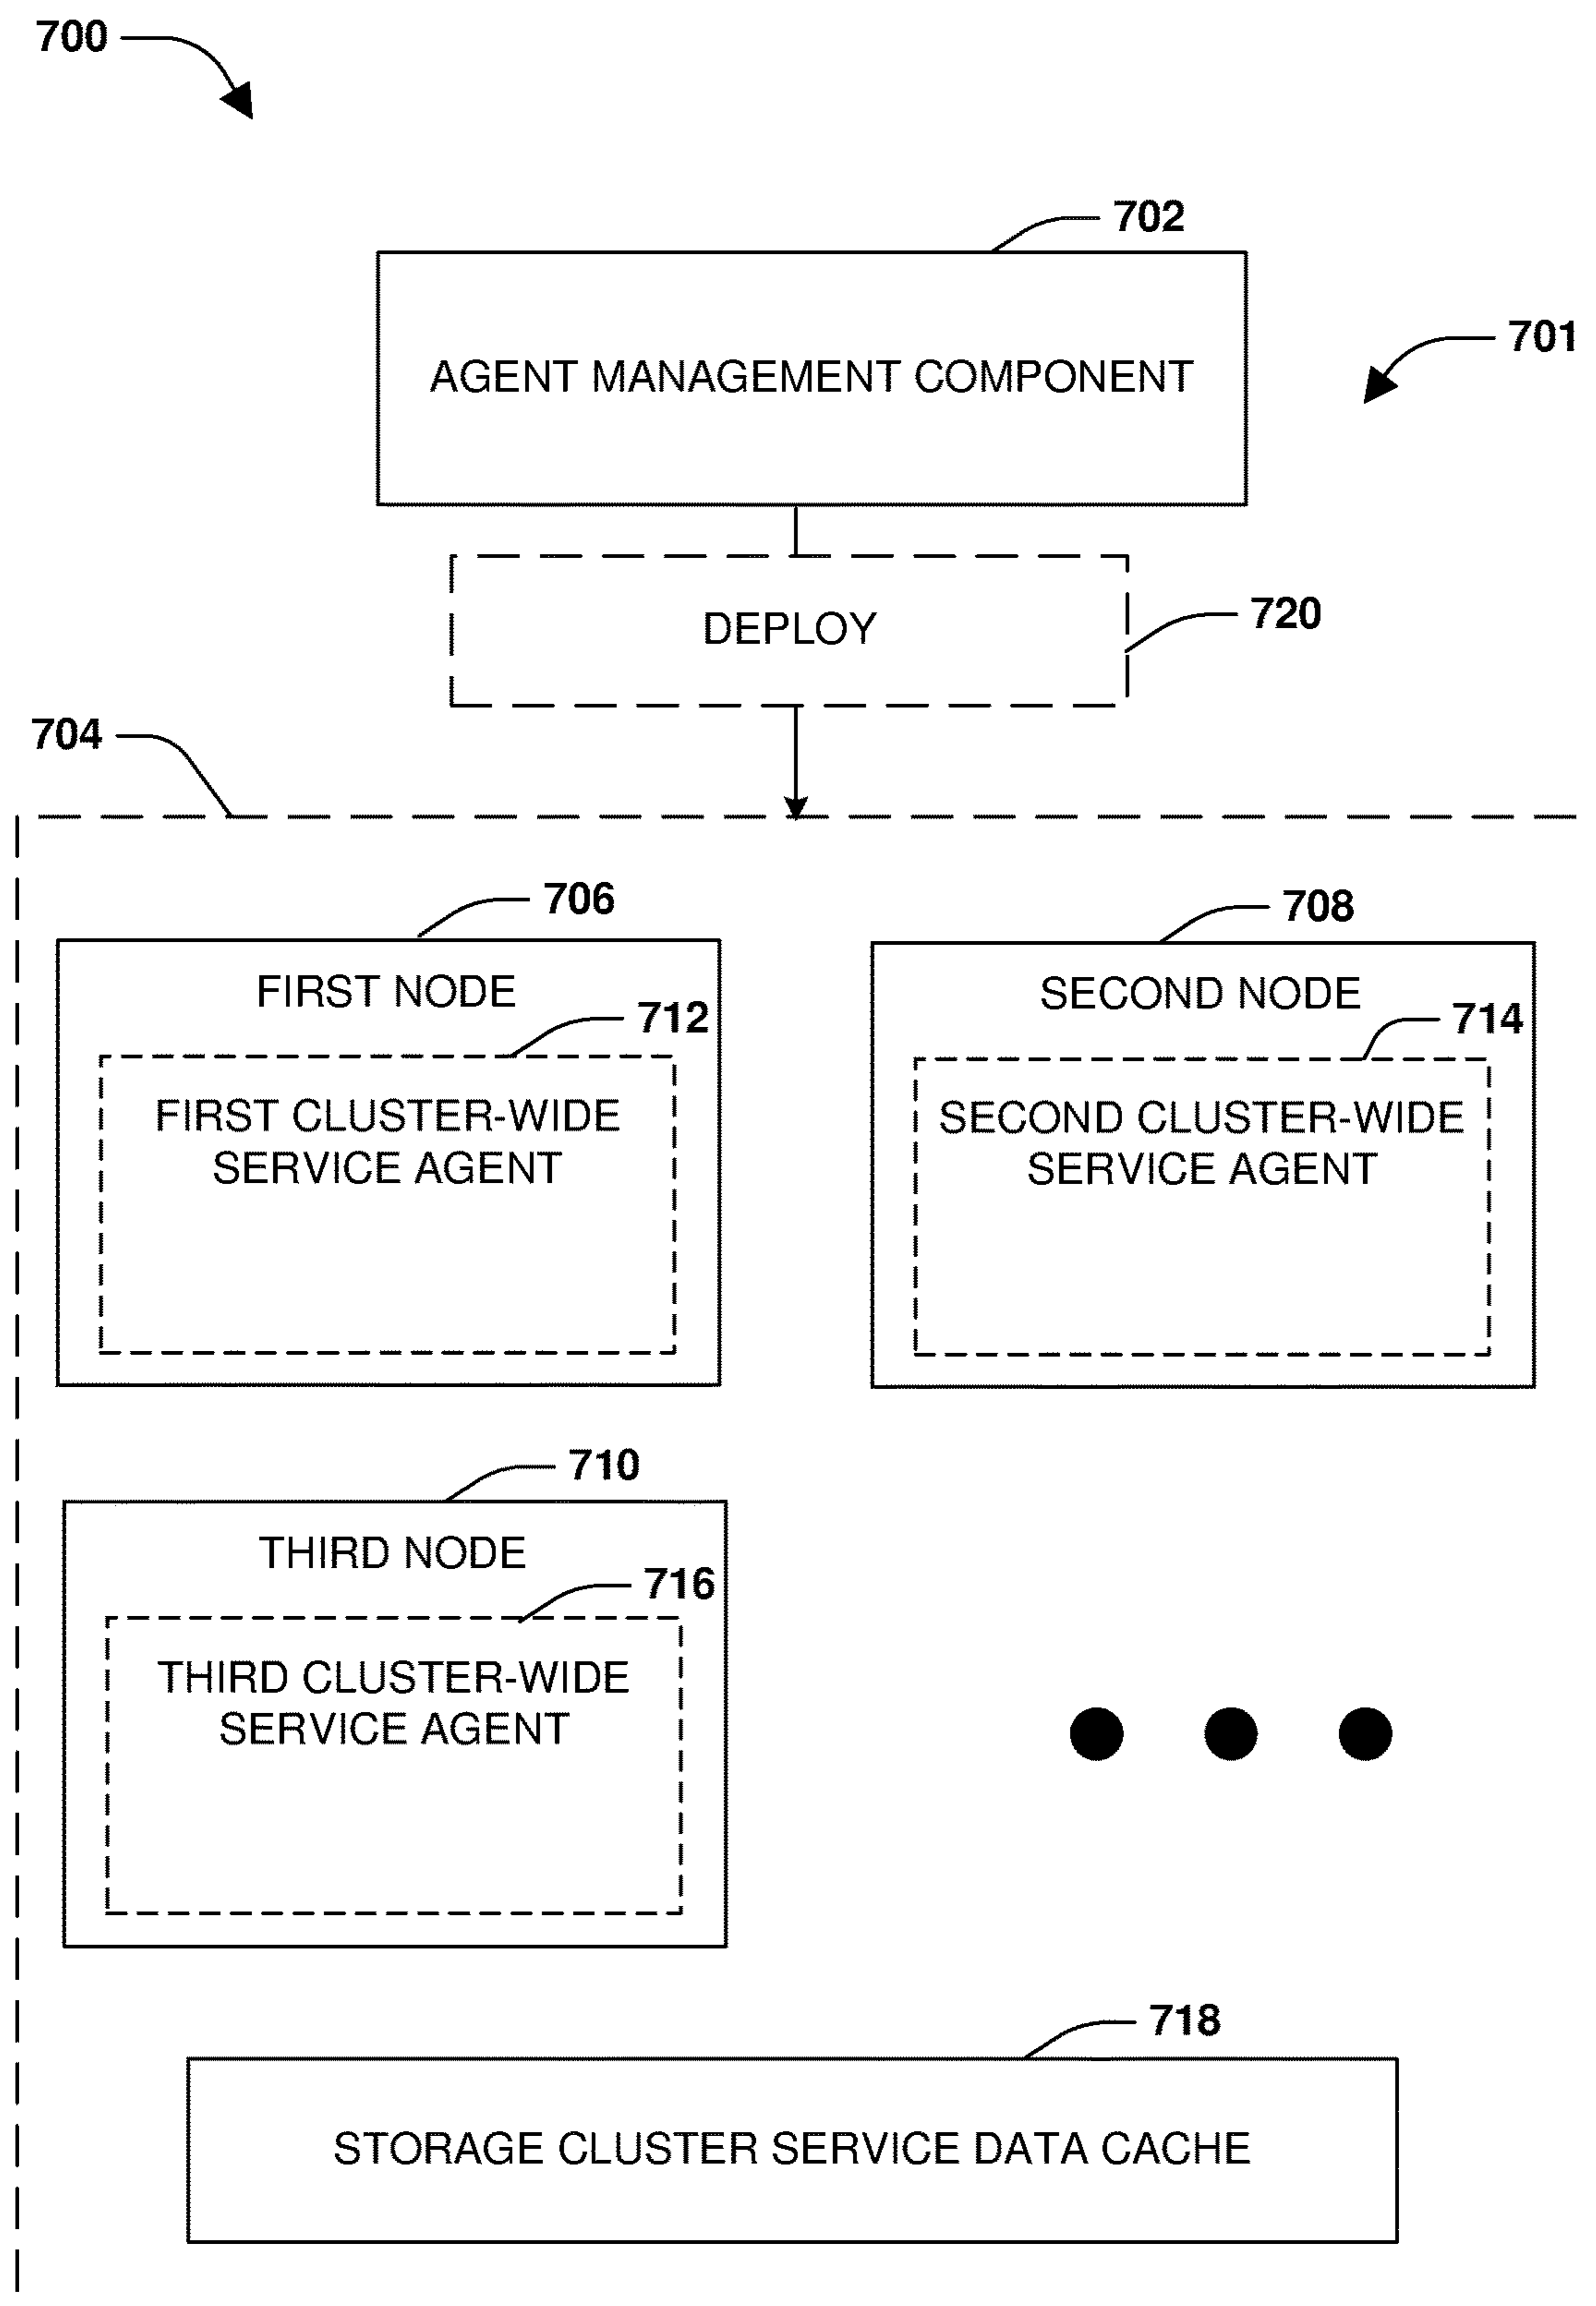 700
702
701
AGENT MANAGEMENT COMPONENT
DEPLOY
720
704
706
708
FIRST NODE
SECOND NODE
712
714
FIRST CLUSTER-WIDE
SERVICE AGENT
SECOND CLUSTER-WIDE
SERVICE AGENT
710
THIRD NODE
716
THIRD CLUSTER-WIDE
SERVICE AGENT
718
STORAGE CLUSTER SERVICE DATA CACHE